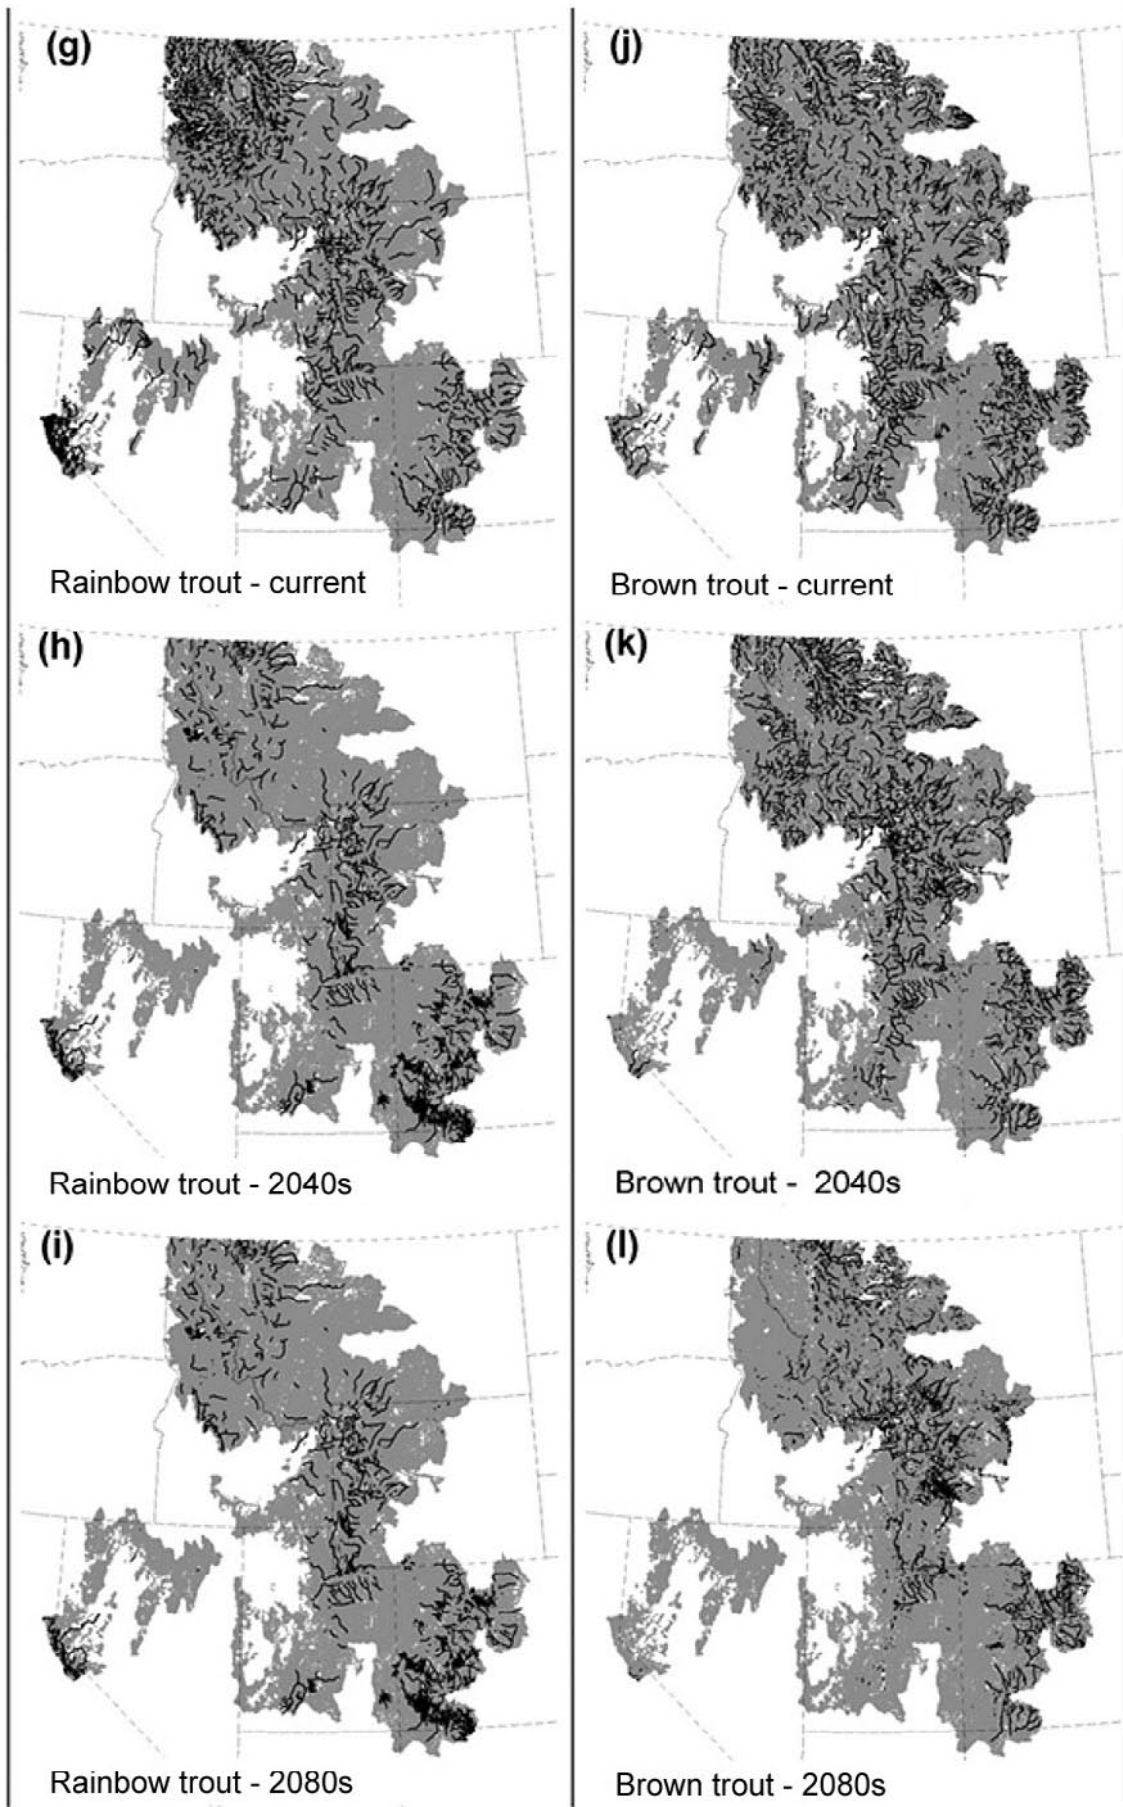 (g)
Rainbow trout - current
(j)
Brown trout - current
(h)
Rainbow trout - 2040s
(k)
Brown trout - 2040s
(i)
Rainbow trout - 2080s
(l)
Brown trout - 2080s